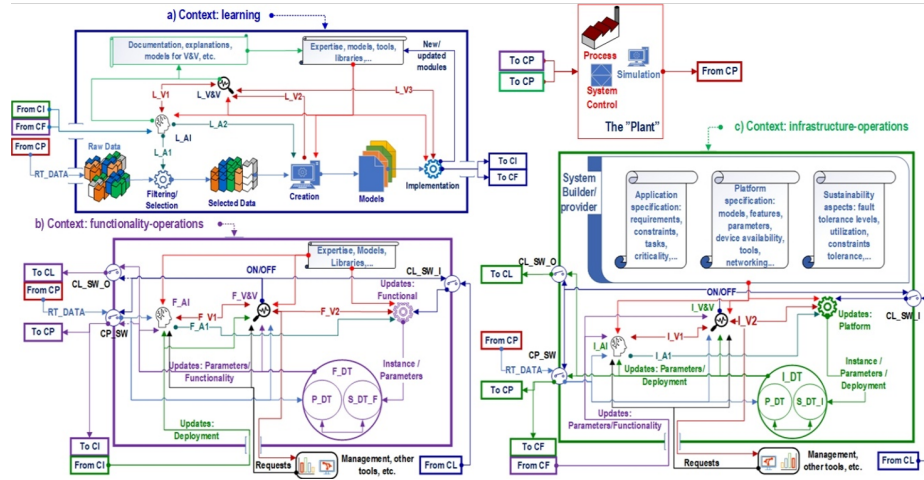 a) Context: learning
Documentation, explanations,
models for V&V, etc.
Expertise, models, tools,
libraries,...
New/
updated
modules
L_V1
L_V&V
L_V2
L_V3
From CI
From CF
From CP
L_AI
L_A2
L_A1
Raw Data
RT_DATA
Filtering/
Selection
Selected Data
Creation
Models
Implementation
To CI
To CF
To CP
To CP
Process
Simulation
System
Control
The "Plant"
From CP
b) Context: functionality-operations
Expertise, Models,
Libraries,...
To CL
From CP
RT_DATA
To CP
CL_SW_O
CP_SW
ON/OFF
CL_SW_I
F_AI
F_V&V
F_V1
F_A1
F_V2
Updates:
Functional
Updates: Parameters/
Functionality
Instance /
Parameters
F_DT
P_DT
S_DT_F
Updates:
Deployment
To CI
From CI
Requests
Management, other
tools, etc.
From CL
c) Context: infrastructure-operations
System
Builder/
provider
Application
specification:
requirements,
constraints,
tasks,
criticality,...
Platform
specification:
models, features,
parameters,
device availability,
tools,
networking...
Sustainability
aspects: fault
tolerance levels,
utilization,
constraints
tolerance,...
CL_SW_O
To CL
ON/OFF
CL_SW_I
I_V&V
I_V1
I_V2
I_AI
I_A1
Updates:
Platform
From CP
CP_SW
RT_DATA
To CP
Updates: Parameters/
Deployment
Instance /
Parameters
/ Deployment
I_DT
P_DT
S_DT_I
Updates:
Parameters/Functionality
To CF
From CF
Requests
Management,
other tools, etc.
From CL